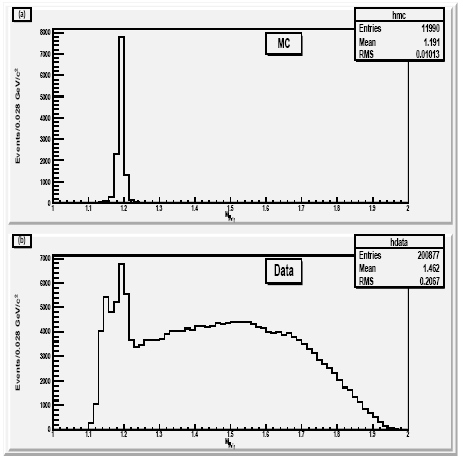 (a)
hmc
Entries 11990
Mean 1.191
RMS 0.01013
MC
Events/0.028 GeV/c²
8000
7000
6000
5000
4000
3000
2000
1000
0
1 1.1 1.2 1.3 1.4 1.5 1.6 1.7 1.8 1.9 2
(b)
hdata
Entries 200877
Mean 1.462
RMS 0.2067
Data
Events/0.028 GeV/c²
7000
6000
5000
4000
3000
2000
1000
0
1 1.1 1.2 1.3 1.4 1.5 1.6 1.7 1.8 1.9 2